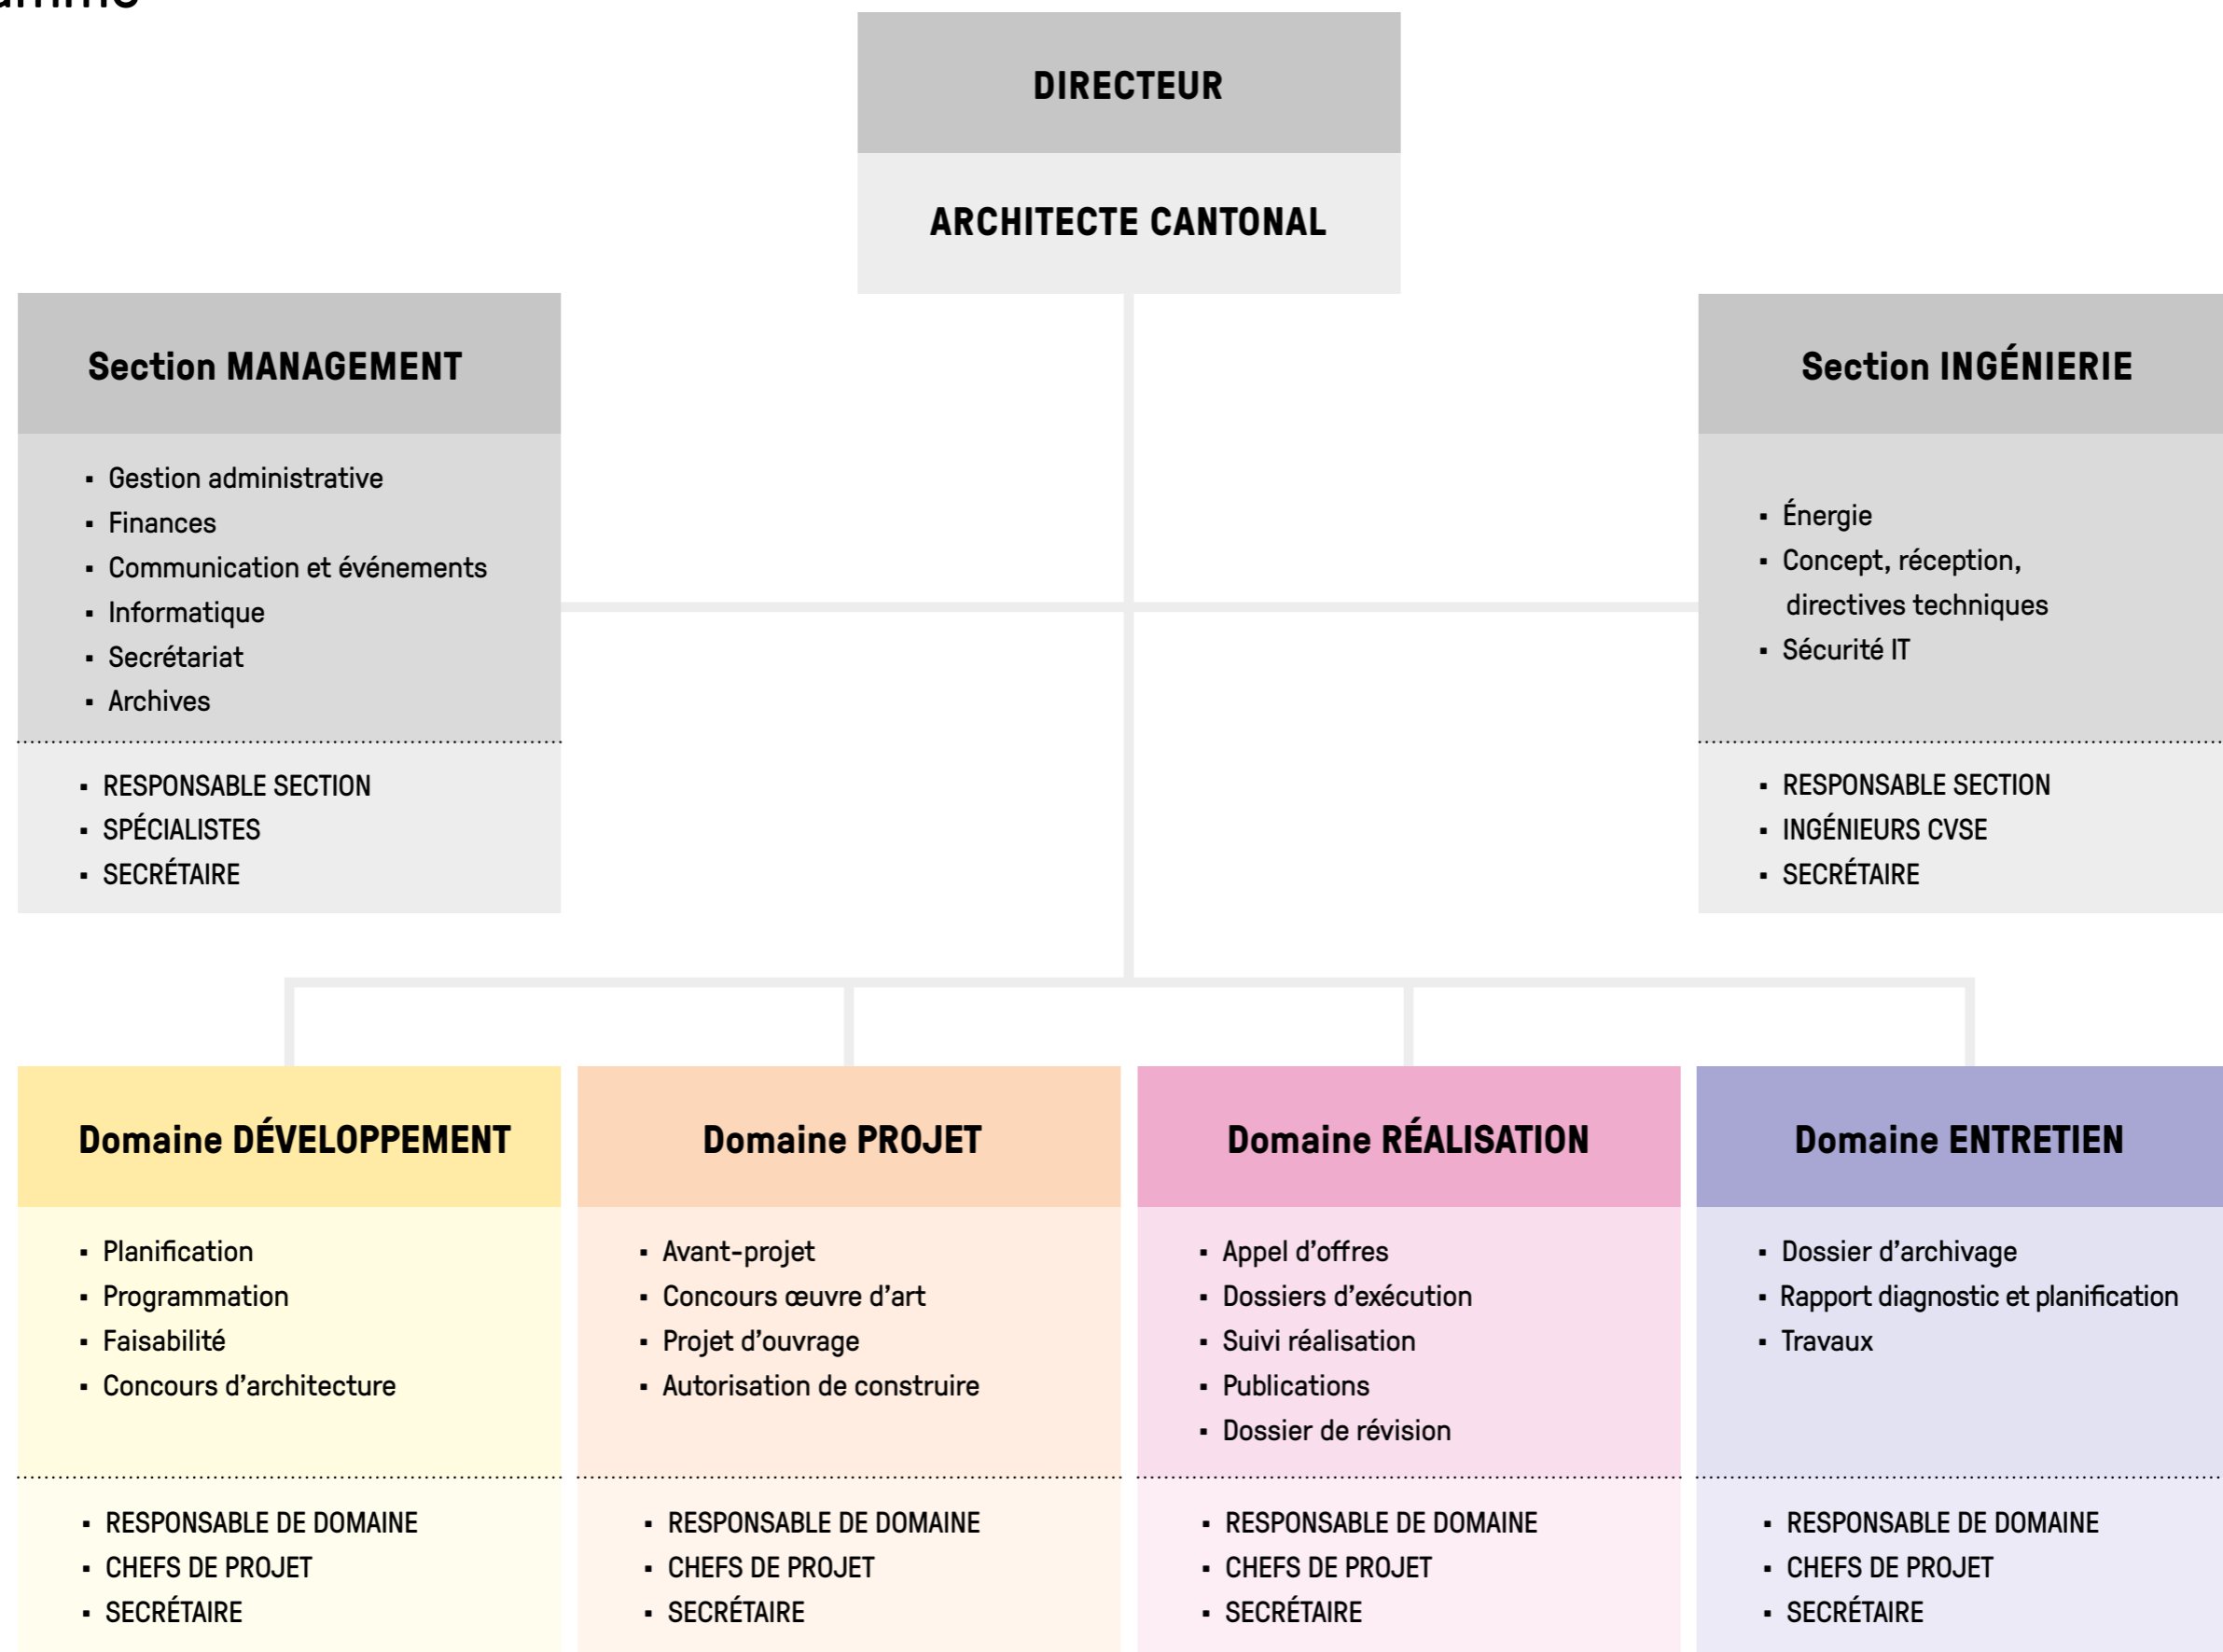 DIRECTEUR
ARCHITECTE CANTONAL
Section MANAGEMENT
▪ Gestion administrative
▪ Finances
▪ Communication et événements
▪ Informatique
▪ Secrétariat
▪ Archives
▪ RESPONSABLE SECTION
▪ SPÉCIALISTES
▪ SECRÉTAIRE
Section INGÉNIERIE
▪ Énergie
▪ Concept, réception,
directives techniques
▪ Sécurité IT
▪ RESPONSABLE SECTION
▪ INGÉNIEURS CVSE
▪ SECRÉTAIRE
Domaine DÉVELOPPEMENT
▪ Planification
▪ Programmation
▪ Faisabilité
▪ Concours d’architecture
▪ RESPONSABLE DE DOMAINE
▪ CHEFS DE PROJET
▪ SECRÉTAIRE
Domaine PROJET
▪ Avant-projet
▪ Concours œuvre d’art
▪ Projet d’ouvrage
▪ Autorisation de construire
▪ RESPONSABLE DE DOMAINE
▪ CHEFS DE PROJET
▪ SECRÉTAIRE
Domaine RÉALISATION
▪ Appel d’offres
▪ Dossiers d’exécution
▪ Suivi réalisation
▪ Publications
▪ Dossier de révision
▪ RESPONSABLE DE DOMAINE
▪ CHEFS DE PROJET
▪ SECRÉTAIRE
Domaine ENTRETIEN
▪ Dossier d’archivage
▪ Rapport diagnostic et planification
▪ Travaux
▪ RESPONSABLE DE DOMAINE
▪ CHEFS DE PROJET
▪ SECRÉTAIRE